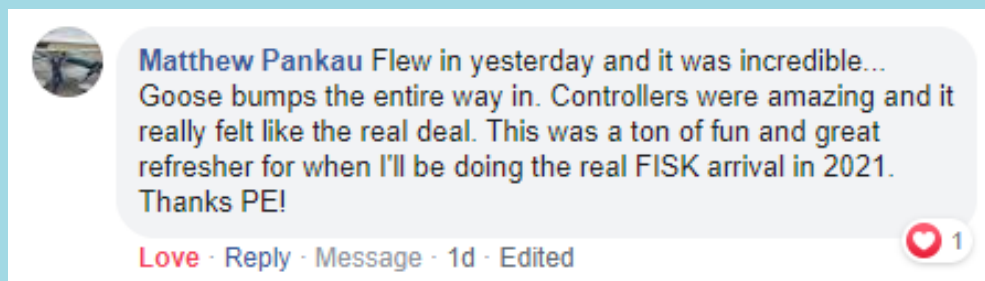 Matthew Pankau Flew in yesterday and it was incredible...
Goose bumps the entire way in. Controllers were amazing and it
really felt like the real deal. This was a ton of fun and great
refresher for when I'll be doing the real FISK arrival in 2021.
Thanks PE!
1
Love · Reply · Message · 1d · Edited